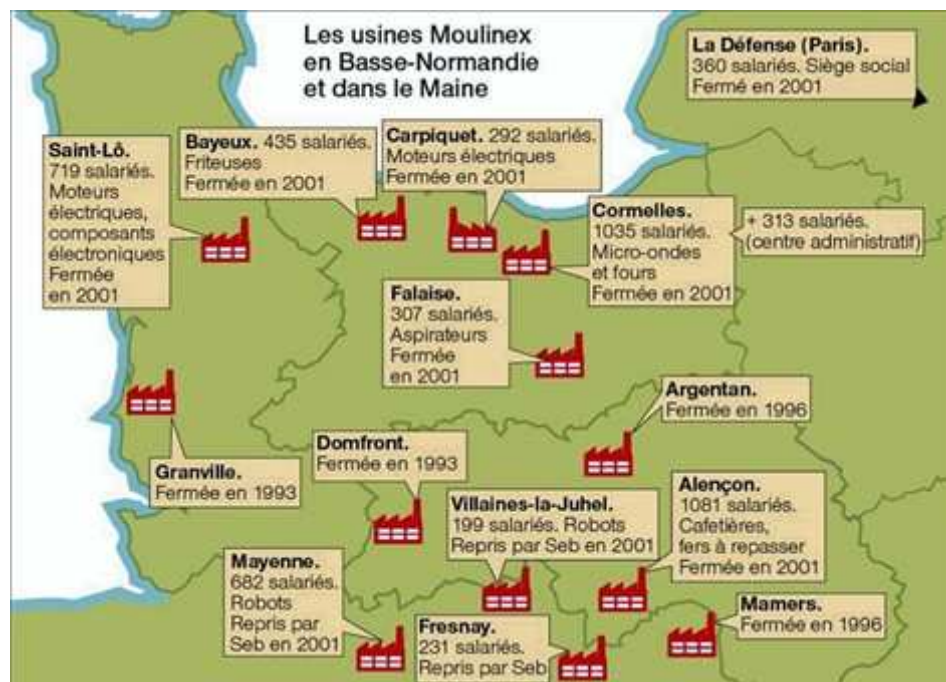 Les usines Moulinex
en Basse-Normandie
et dans le Maine
La Défense (Paris).
360 salariés. Siège social
Fermé en 2001
Saint-Lô.
719 salariés.
Moteurs
électriques,
composants
électroniques
Fermée
en 2001
Bayeux. 435 salariés.
Friteuses
Fermée en 2001
Carpiquet. 292 salariés.
Moteurs électriques
Fermée en 2001
Cormelles.
1035 salariés.
Micro-ondes
et fours
Fermée en 2001
+ 313 salariés.
(centre administratif)
Falaise.
307 salariés.
Aspirateurs
Fermée
en 2001
Argentan.
Fermée en 1996
Granville.
Fermée en 1993
Domfront.
Fermée en 1993
Villaines-la-Juhel.
199 salariés. Robots
Repris par Seb en 2001
Alençon.
1081 salariés.
Cafetières,
fers à repasser
Fermée en 2001
Mayenne.
682 salariés.
Robots
Repris par
Seb en 2001
Fresnay.
231 salariés.
Repris par Seb
Mamers.
Fermée en 1996